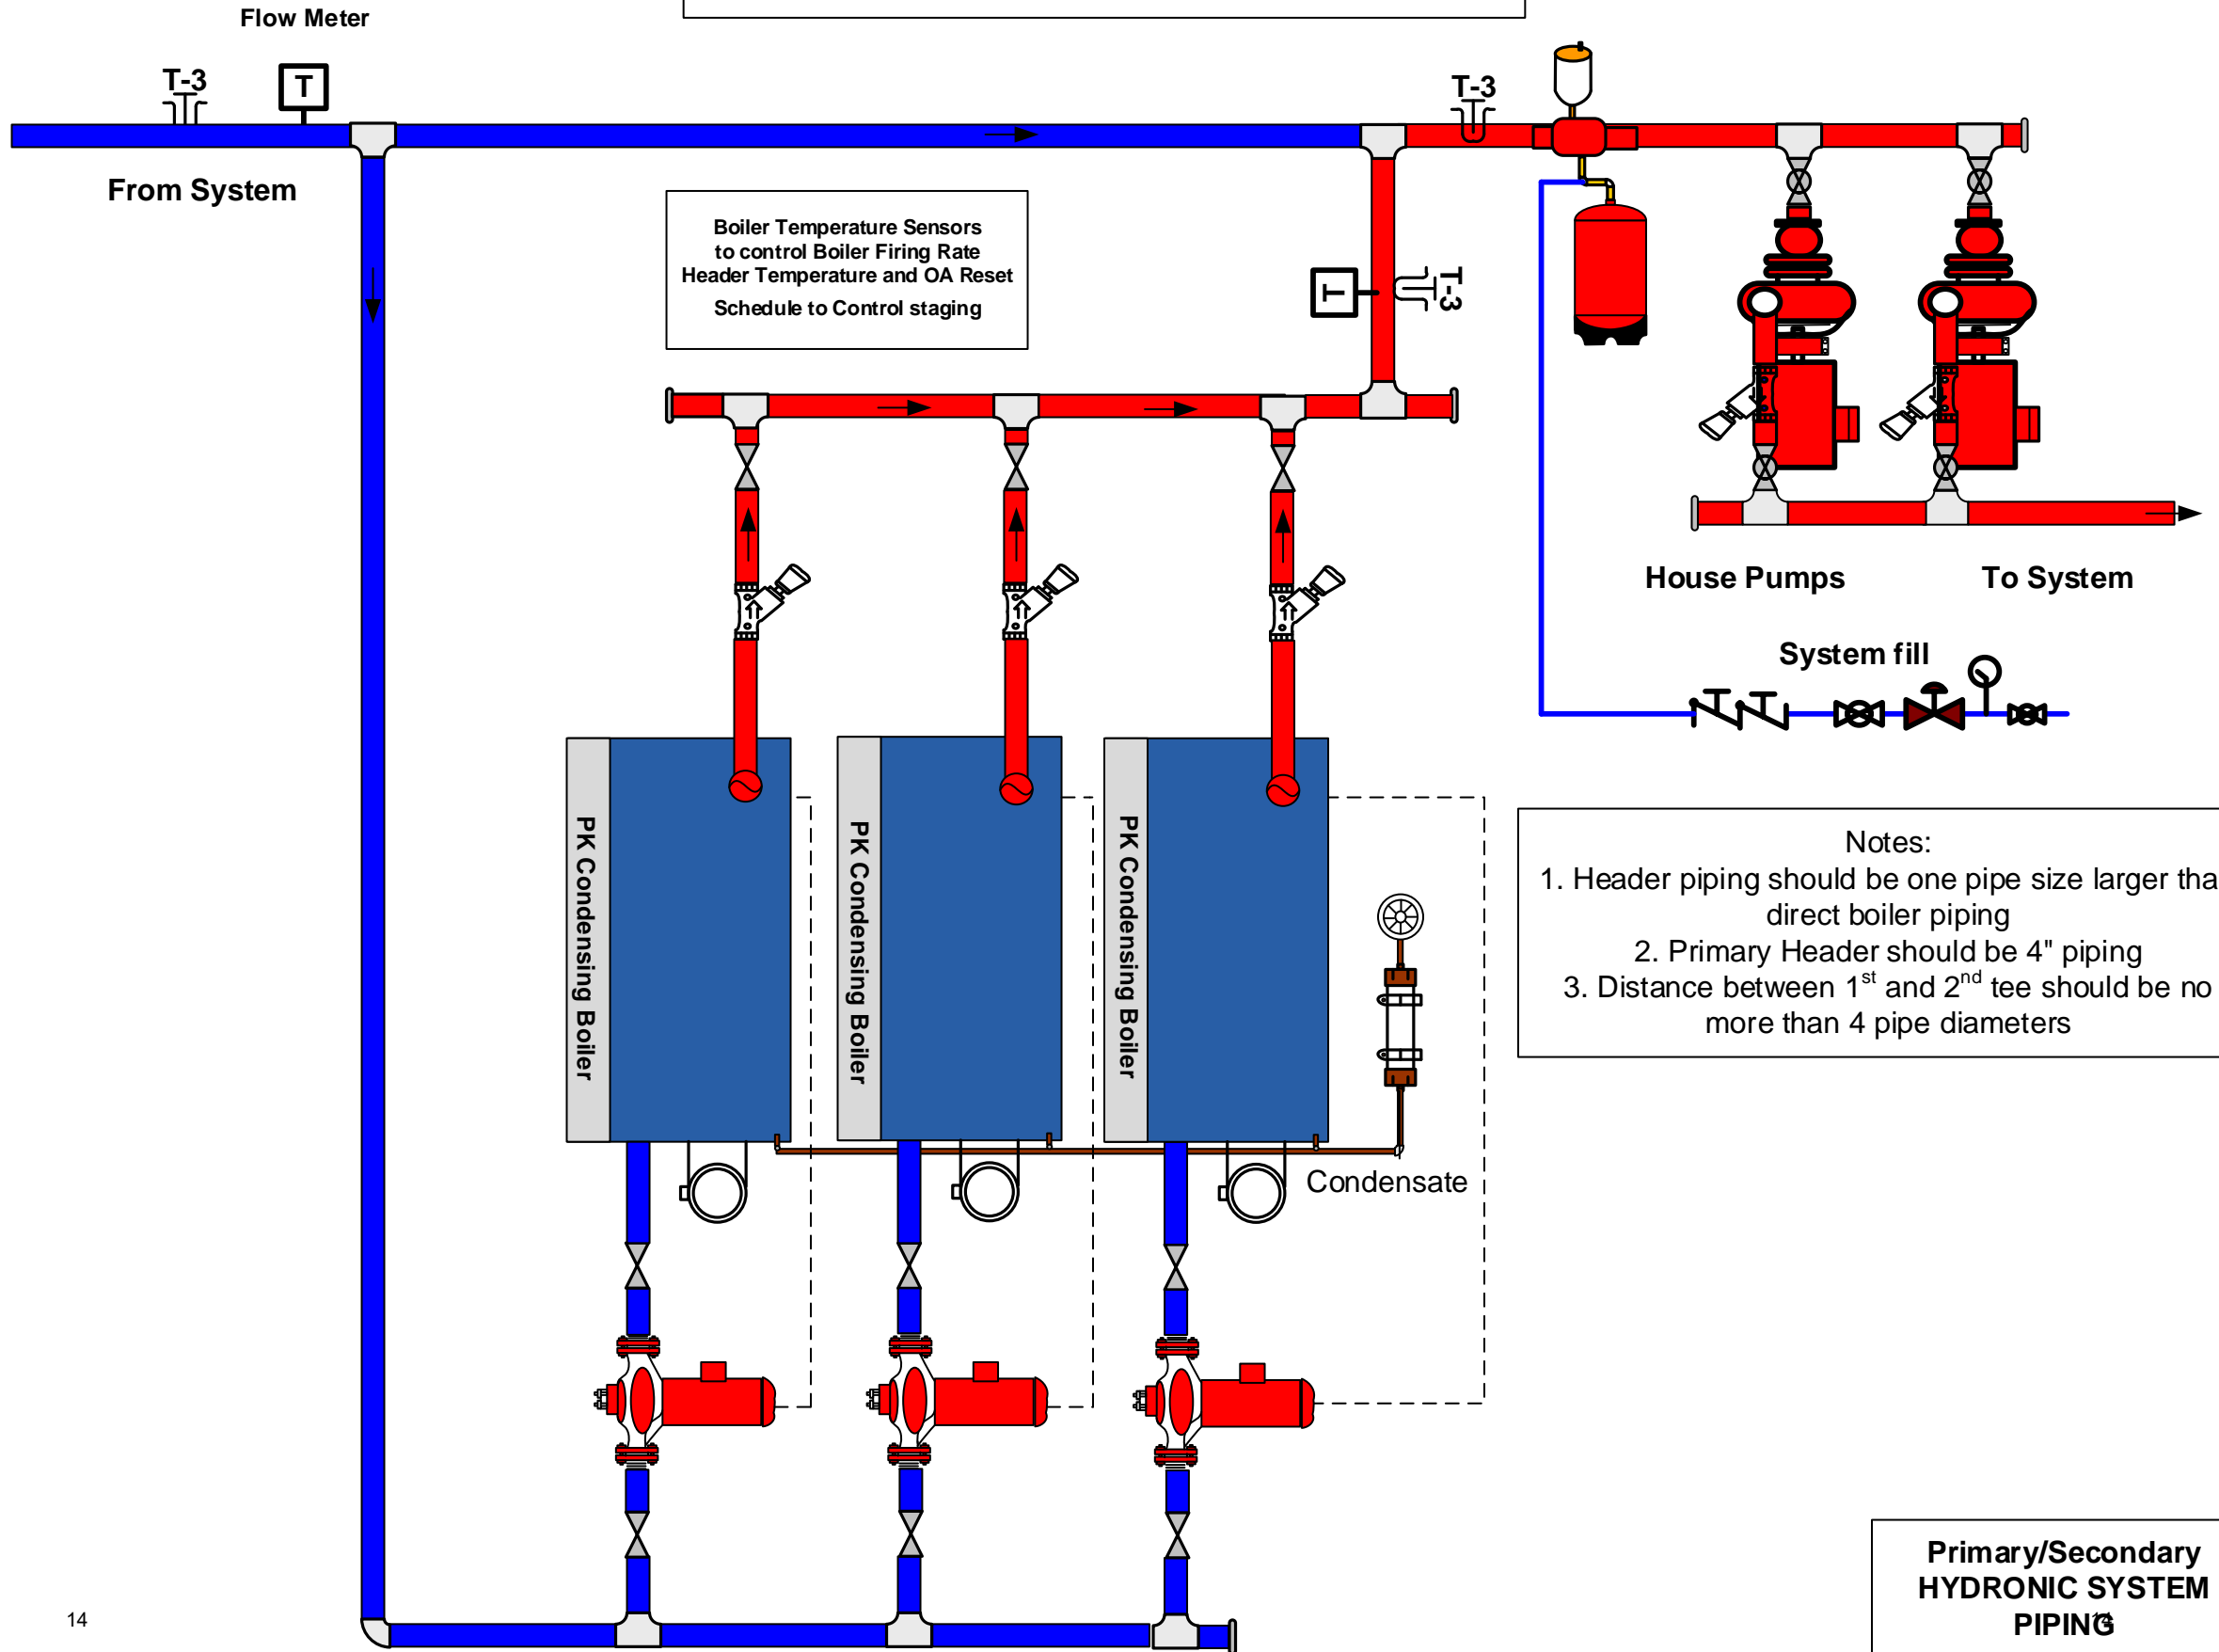 Flow Meter
T-3
T
T-3
From System
Boiler Temperature Sensors
to control Boiler Firing Rate
Header Temperature and OA Reset
Schedule to Control staging
T
T-3
House Pumps
To System
System fill
PK Condensing Boiler
PK Condensing Boiler
PK Condensing Boiler
Notes:
1. Header piping should be one pipe size larger tha
direct boiler piping
2. Primary Header should be 4" piping
3. Distance between 1st and 2nd tee should be no
more than 4 pipe diameters
Condensate
Primary/Secondary
HYDRONIC SYSTEM
PIPING
14
14